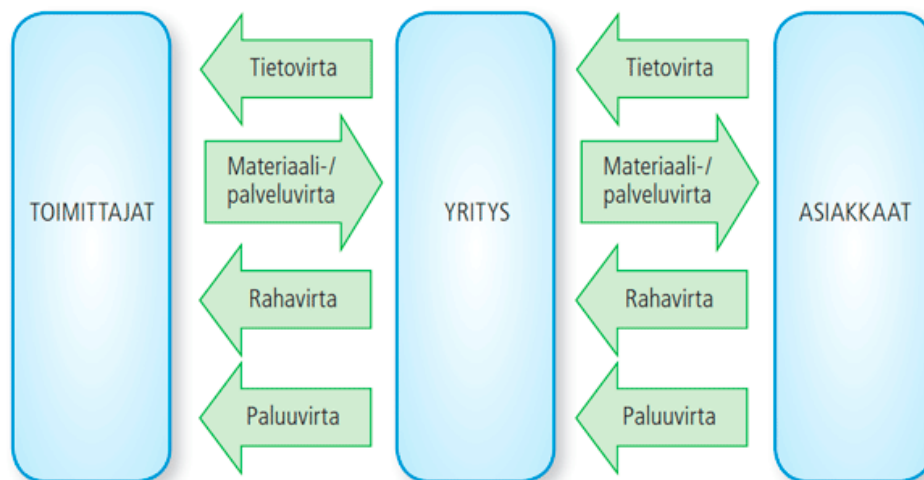 Tietovirta
Tietovirta
Materiaali-/
palveluvirta
Materiaali-/
palveluvirta
TOIMITTAJAT
YRITYS
ASIAKKAAT
Rahavirta
Rahavirta
Paluuvirta
Paluuvirta